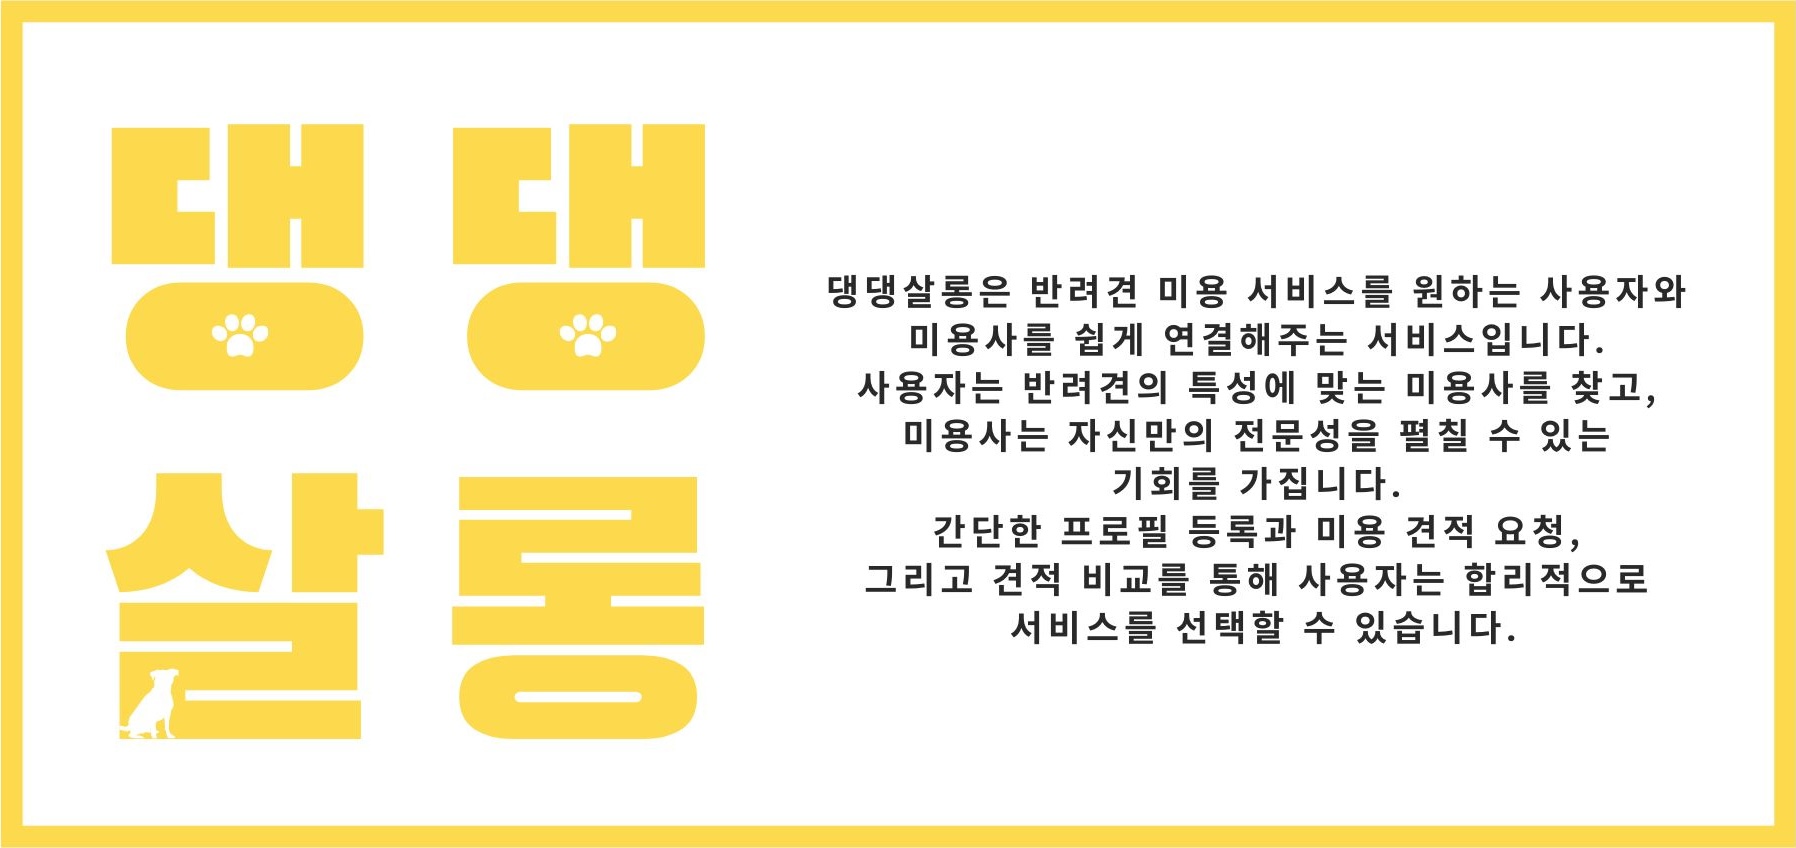 댕댕
살롱
댕댕살롱은 반려견 미용 서비스를 원하는 사용자와
미용사를 쉽게 연결해주는 서비스입니다.
사용자는 반려견의 특성에 맞는 미용사를 찾고,
미용사는 자신만의 전문성을 펼칠 수 있는
기회를 가집니다.
간단한 프로필 등록과 미용 견적 요청,
그리고 견적 비교를 통해 사용자는 합리적으로
서비스를 선택할 수 있습니다.